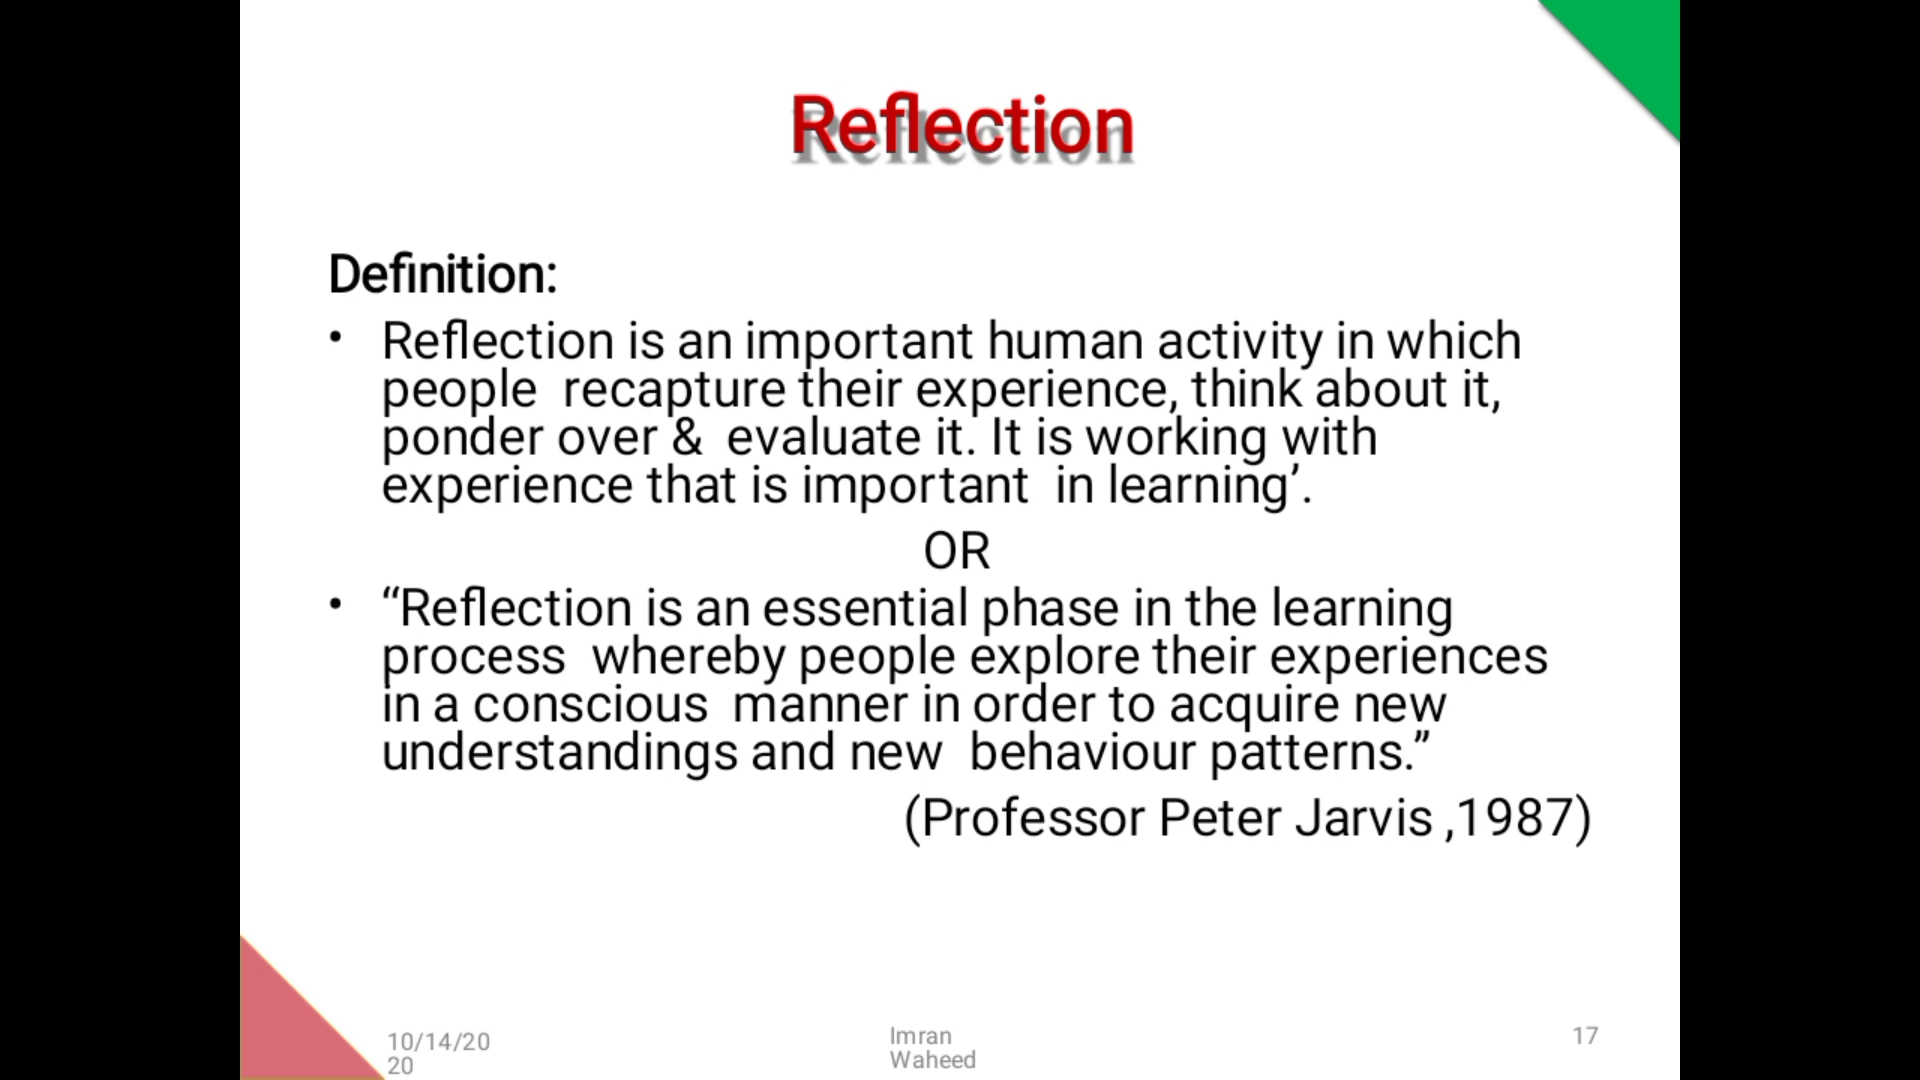 Reflection
Definition:
• Reflection is an important human activity in which
people recapture their experience, think about it,
ponder over & evaluate it. It is working with
experience that is important in learning’.
OR
• “Reflection is an essential phase in the learning
process whereby people explore their experiences
in a conscious manner in order to acquire new
understandings and new behaviour patterns.”
(Professor Peter Jarvis ,1987)
10/14/20
20
Imran
Waheed
17